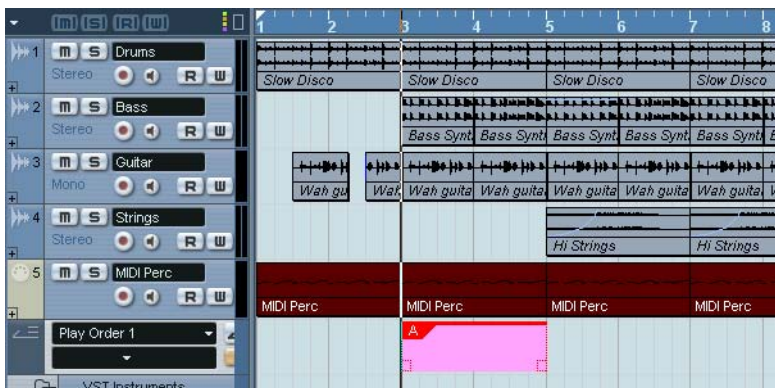 m S R W
1 2 3 4 5 6 7 8
1 m S Drums
Stereo R W
Slow Disco Slow Disco Slow Disco Slow Disco
2 m S Bass
Stereo R W
Bass Synt Bass Synt Bass Synt Bass Synt Bass Synt
3 m S Guitar
Mono R W
Wah gu Wah Wah guita Wah guita Wah guita Wah guita Wah guita
4 m S Strings
Stereo R W
Hi Strings Hi Strings
5 m S MIDI Perc
R W
MIDI Perc MIDI Perc MIDI Perc MIDI Perc
Play Order 1 A
VST Instruments